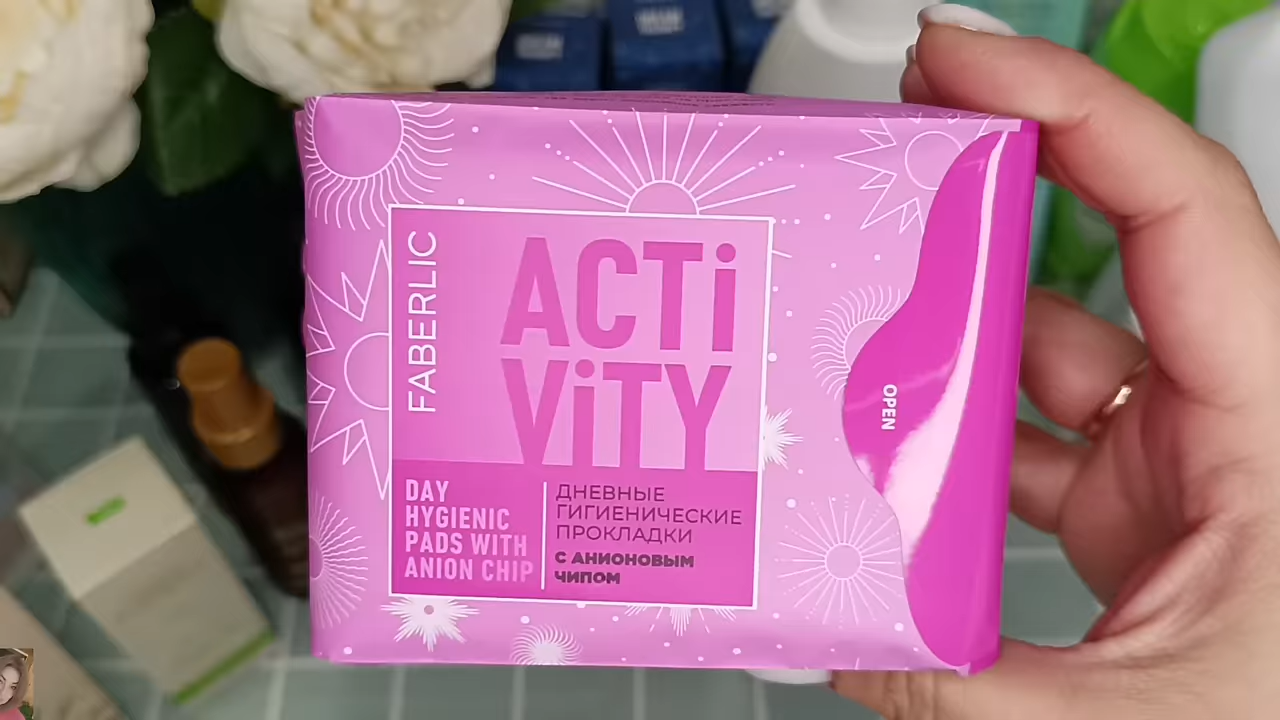 FABERLIC
ACTi
ViTY
DAY
HYGIENIC
PADS WITH
ANION CHIP
ДНЕВНЫЕ
ГИГИЕНИЧЕСКИЕ
ПРОКЛАДКИ
С АНИОНОВЫМ
ЧИПОМ
OPEN